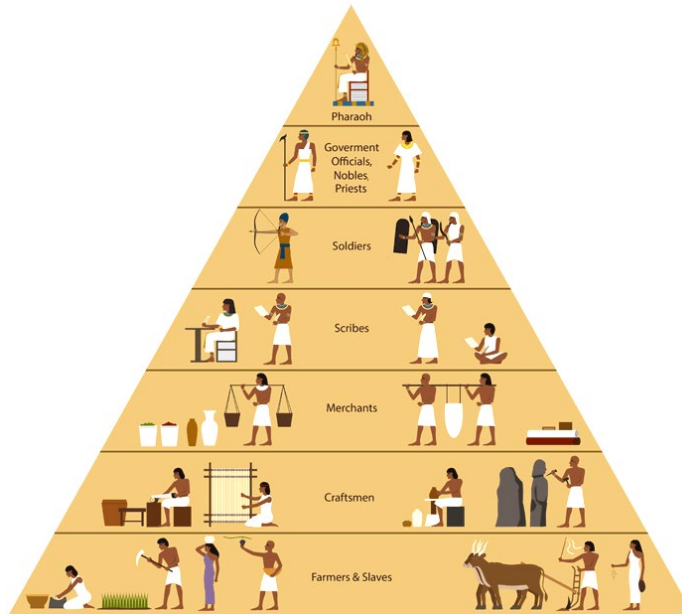 Pharaoh
Goverment
Officials,
Nobles,
Priests
Soldiers
Scribes
Merchants
Craftsmen
Farmers & Slaves